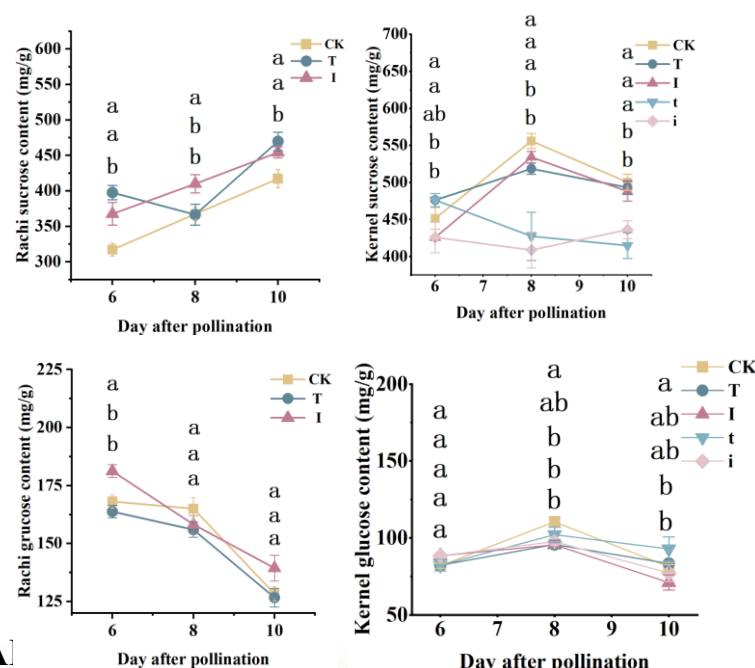 Rachi sucrose content (mg/g)
600
550
500
450
400
350
300
6
8
10
Day after pollination
CK
T
I
a
a
b
a
b
b
a
a
b
Kernel sucrose content (mg/g)
700
650
600
550
500
450
400
6
7
8
9
10
Day after pollination
CK
T
I
t
i
a
a
ab
b
b
a
a
a
b
b
a
a
a
b
b
Rachi grucose content (mg/g)
225
200
175
150
125
6
8
10
Day after pollination
CK
T
I
a
b
b
a
a
a
a
a
a
Kernel glucose content (mg/g)
200
150
100
50
6
7
8
9
10
Day after pollination
CK
T
I
t
i
a
a
a
a
a
a
ab
b
b
b
a
ab
ab
b
b